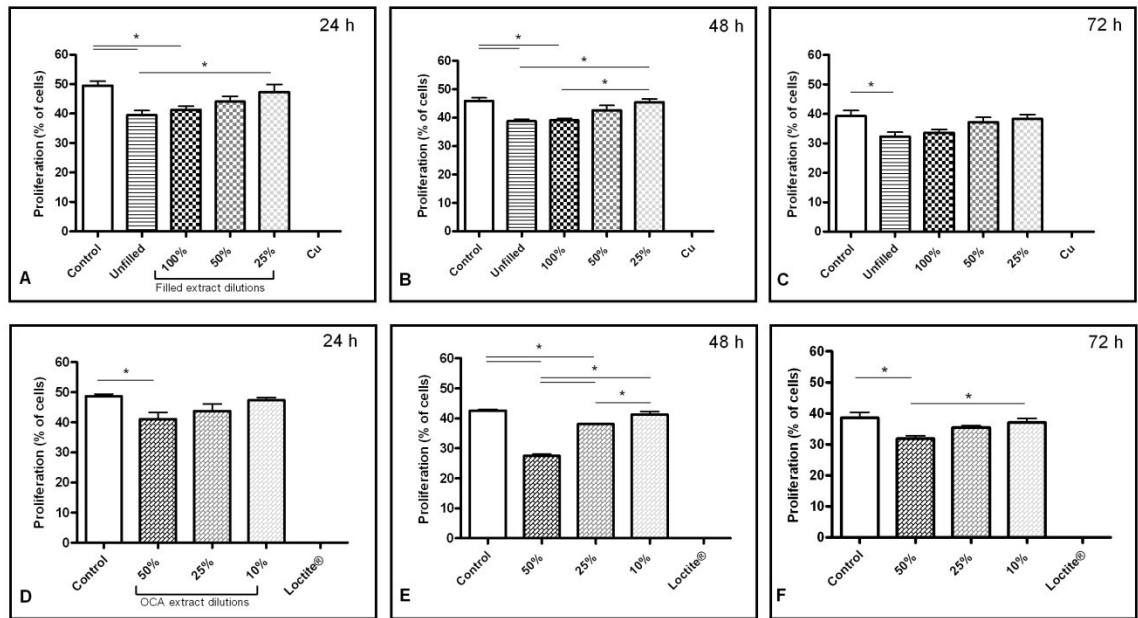 24 h
*
*
Proliferation (% of cells)
60
50
40
30
20
10
0
Control
Unfilled
100%
50%
25%
Cu
Filled extract dilutions
A
48 h
*
*
*
Proliferation (% of cells)
60
50
40
30
20
10
0
Control
Unfilled
100%
50%
25%
Cu
B
72 h
*
Proliferation (% of cells)
60
50
40
30
20
10
0
Control
Unfilled
100%
50%
25%
Cu
C
24 h
*
Proliferation (% of cells)
60
50
40
30
20
10
0
Control
50%
25%
10%
Loctite®
OCA extract dilutions
D
48 h
*
*
*
Proliferation (% of cells)
60
50
40
30
20
10
0
Control
50%
25%
10%
Loctite®
E
72 h
*
*
Proliferation (% of cells)
60
50
40
30
20
10
0
Control
50%
25%
10%
Loctite®
F